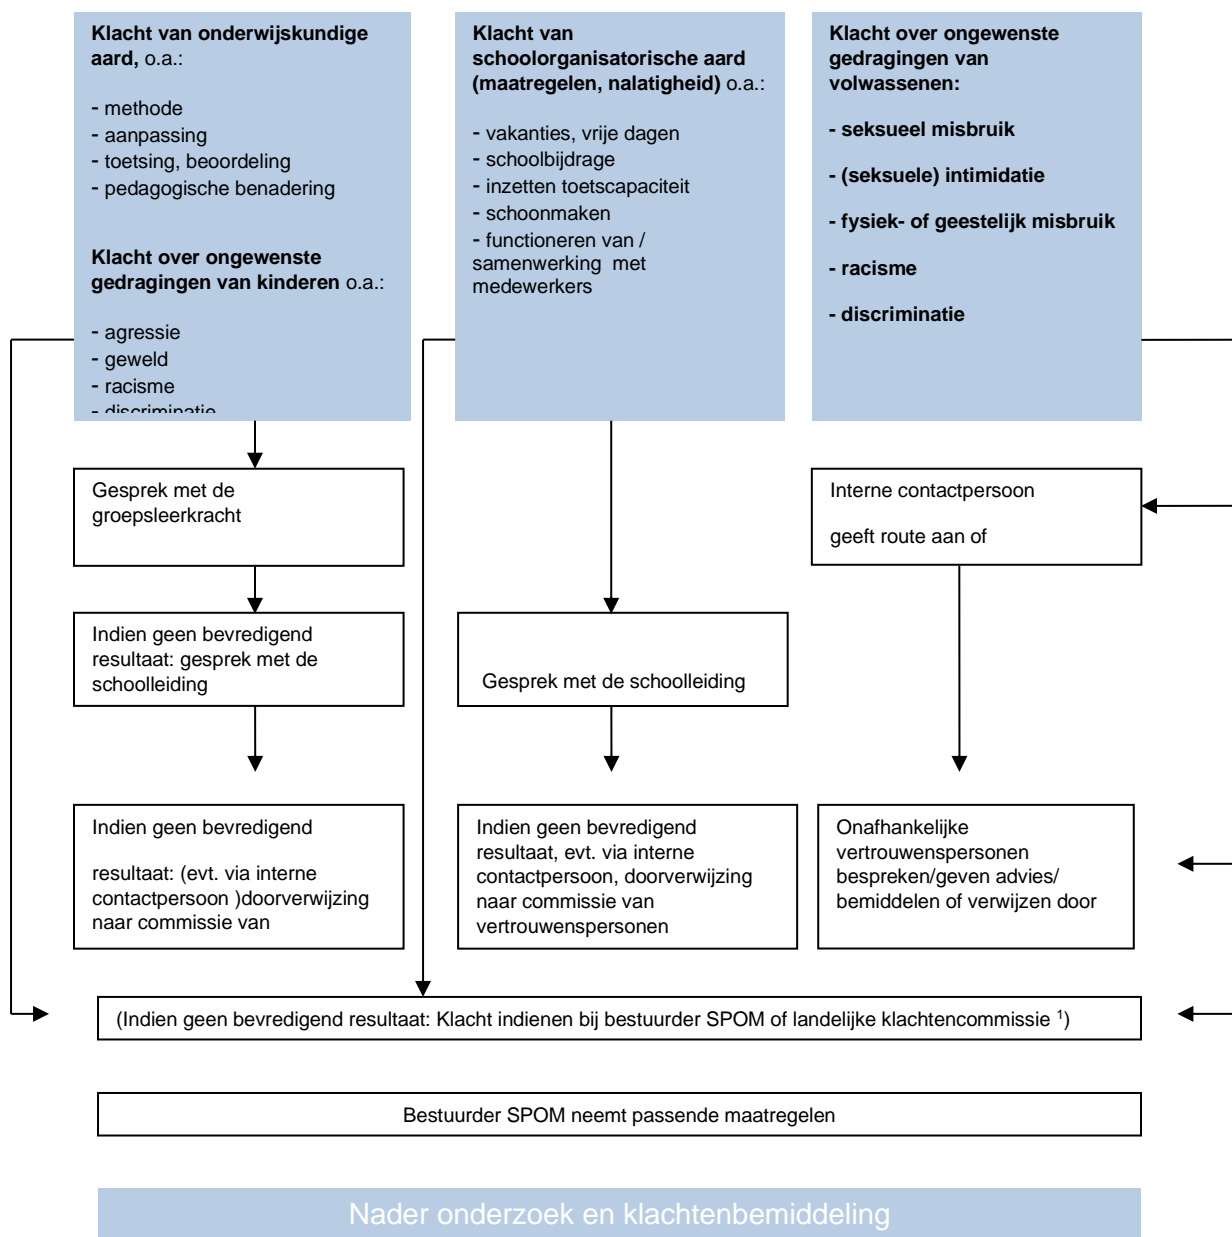 Klacht van onderwijskundige
aard, o.a.:
- methode
- aanpassing
- toetsing, beoordeling
- pedagogische benadering
Klacht over ongewenste
gedragingen van kinderen o.a.:
- agressie
- geweld
- racisme
- discriminatie
Klacht van
schoolorganisatorische aard
(maatregelen, nalatigheid) o.a.:
- vakanties, vrije dagen
- schoolbijdrage
- inzetten toetscapaciteit
- schoonmaken
- functioneren van /
samenwerking met
medewerkers
Klacht over ongewenste
gedragingen van
volwassenen:
- seksueel misbruik
- (seksuele) intimidatie
- fysiek- of geestelijk misbruik
- racisme
- discriminatie
Gesprek met de
groepsleerkracht
Interne contactpersoon
geeft route aan of
Indien geen bevredigend
resultaat: gesprek met de
schoolleiding
Gesprek met de schoolleiding
Indien geen bevredigend
resultaat: (evt. via interne
contactpersoon )doorverwijzing
naar commissie van
Indien geen bevredigend
resultaat, evt. via interne
contactpersoon, doorverwijzing
naar commissie van
vertrouwenspersonen
Onafhankelijke
vertrouwenspersonen
bespreken/geven advies/
bemiddelen of verwijzen door
(Indien geen bevredigend resultaat: Klacht indienen bij bestuurder SPOM of landelijke klachtencommissie ¹)
Bestuurder SPOM neemt passende maatregelen
Nader onderzoek en klachtenbemiddeling